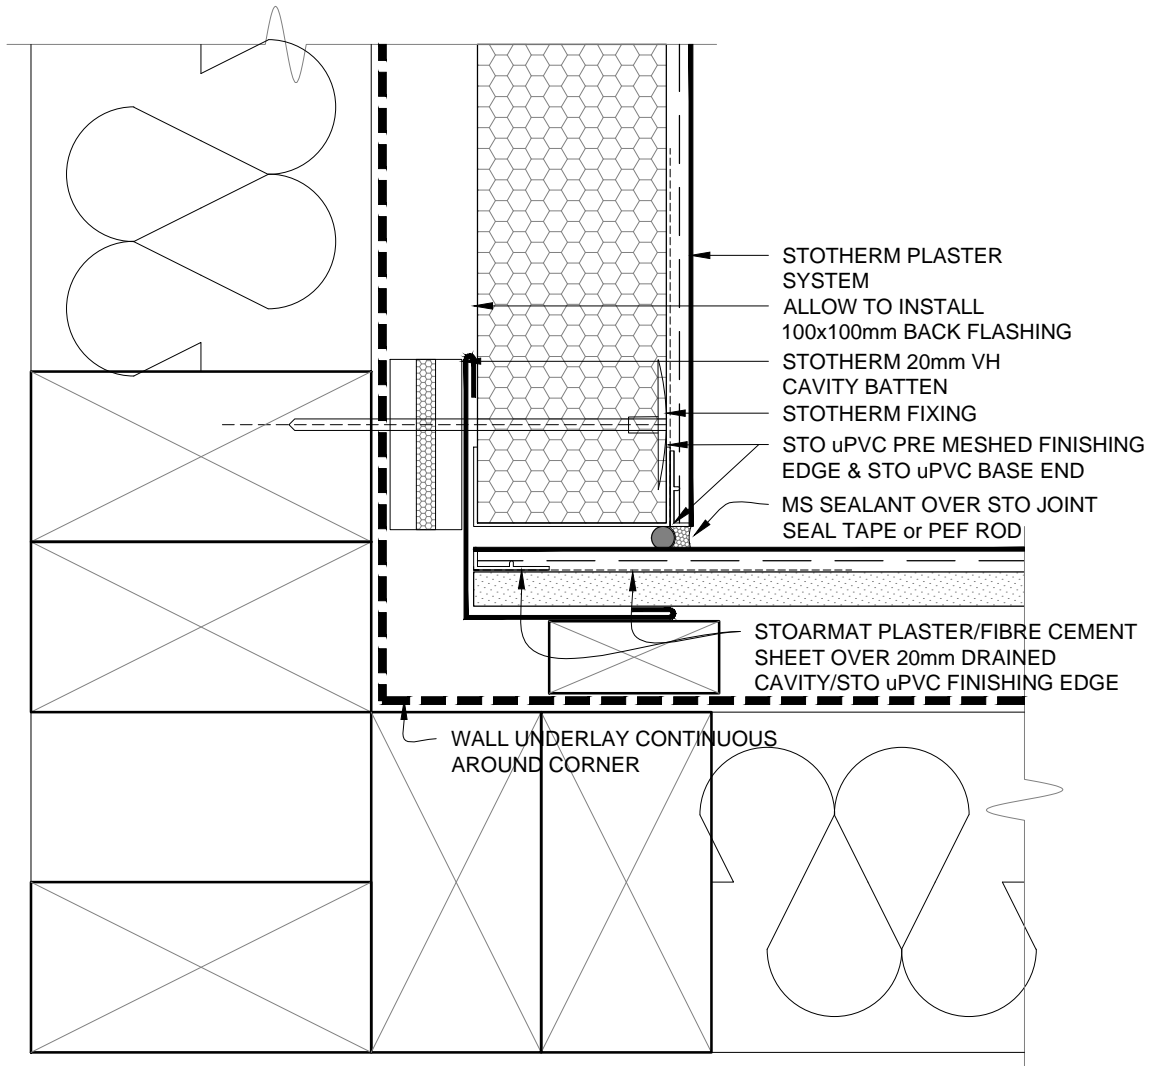 STOTHERM PLASTER
SYSTEM
ALLOW TO INSTALL
100x100mm BACK FLASHING
STOTHERM 20mm VH
CAVITY BATTEN
STOTHERM FIXING
STO uPVC PRE MESHED FINISHING
EDGE & STO uPVC BASE END
MS SEALANT OVER STO JOINT
SEAL TAPE or PEF ROD
STOARMAT PLASTER/FIBRE CEMENT
SHEET OVER 20mm DRAINED
CAVITY/STO uPVC FINISHING EDGE
WALL UNDERLAY CONTINUOUS
AROUND CORNER